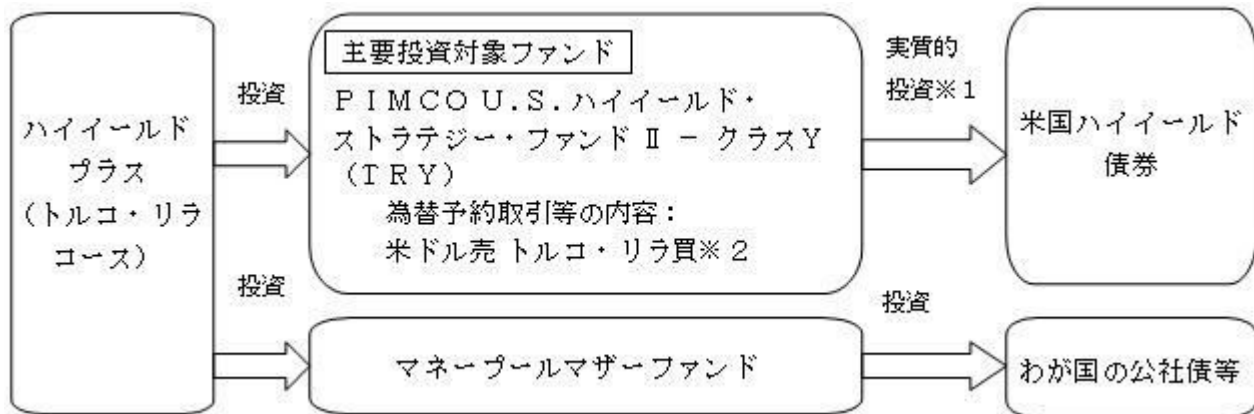 ハイイールド
プラス
(トルコ・リラ
コース)
投資
主要投資対象ファンド
ＰＩＭＣＯ Ｕ.Ｓ.ハイイールド・
ストラテジー・ファンド Ⅱ － クラスＹ
(ＴＲＹ)
為替予約取引等の内容：
米ドル売 トルコ・リラ買※２
実質的
投資※１
米国ハイイールド
債券
投資
マネープールマザーファンド
投資
わが国の公社債等